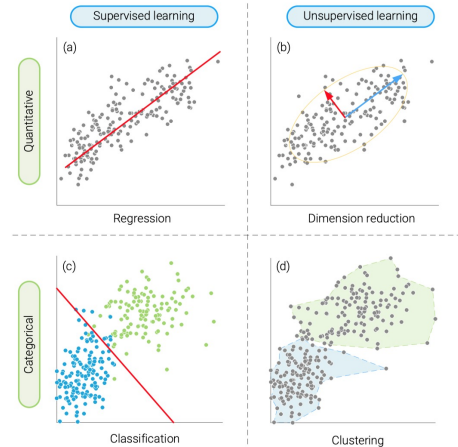 Supervised learning
Unsupervised learning
Quantitative
(a)
(b)
Regression
Dimension reduction
Categorical
(c)
(d)
Classification
Clustering